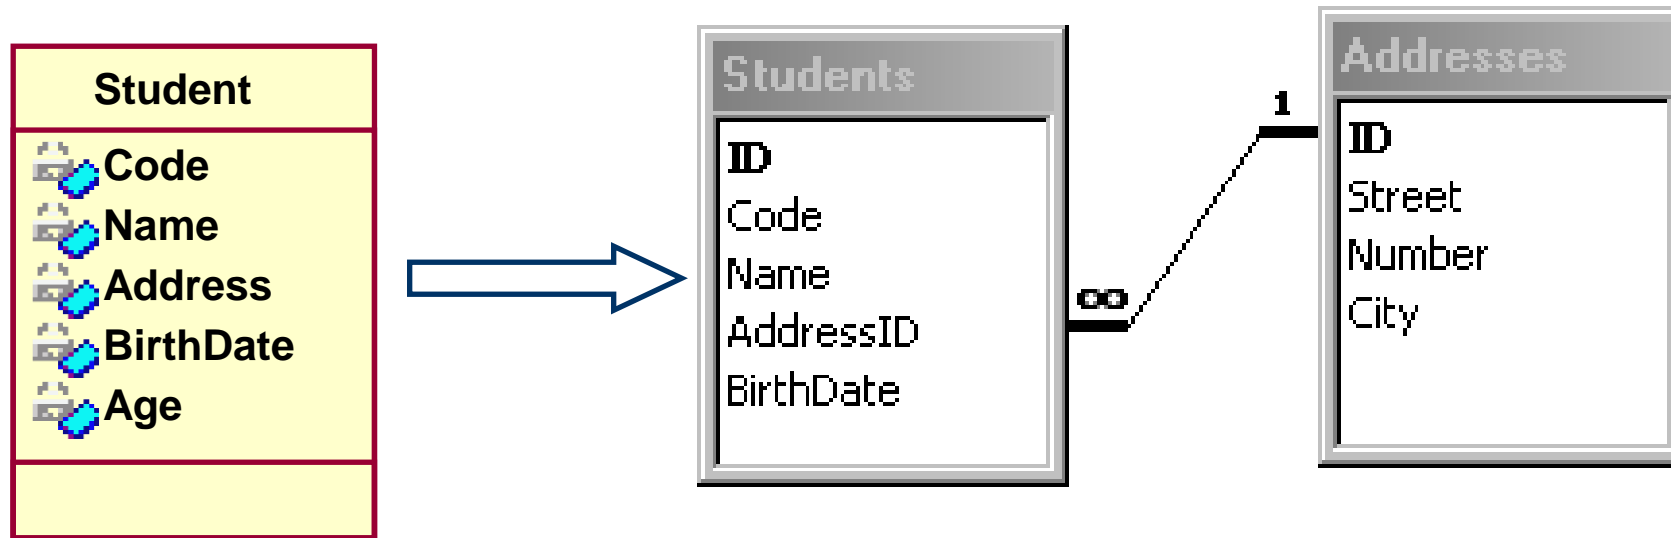 Student
Code
Name
Address
BirthDate
Age
Students
ID
Code
Name
AddressID
BirthDate
∞
1
Addresses
ID
Street
Number
City